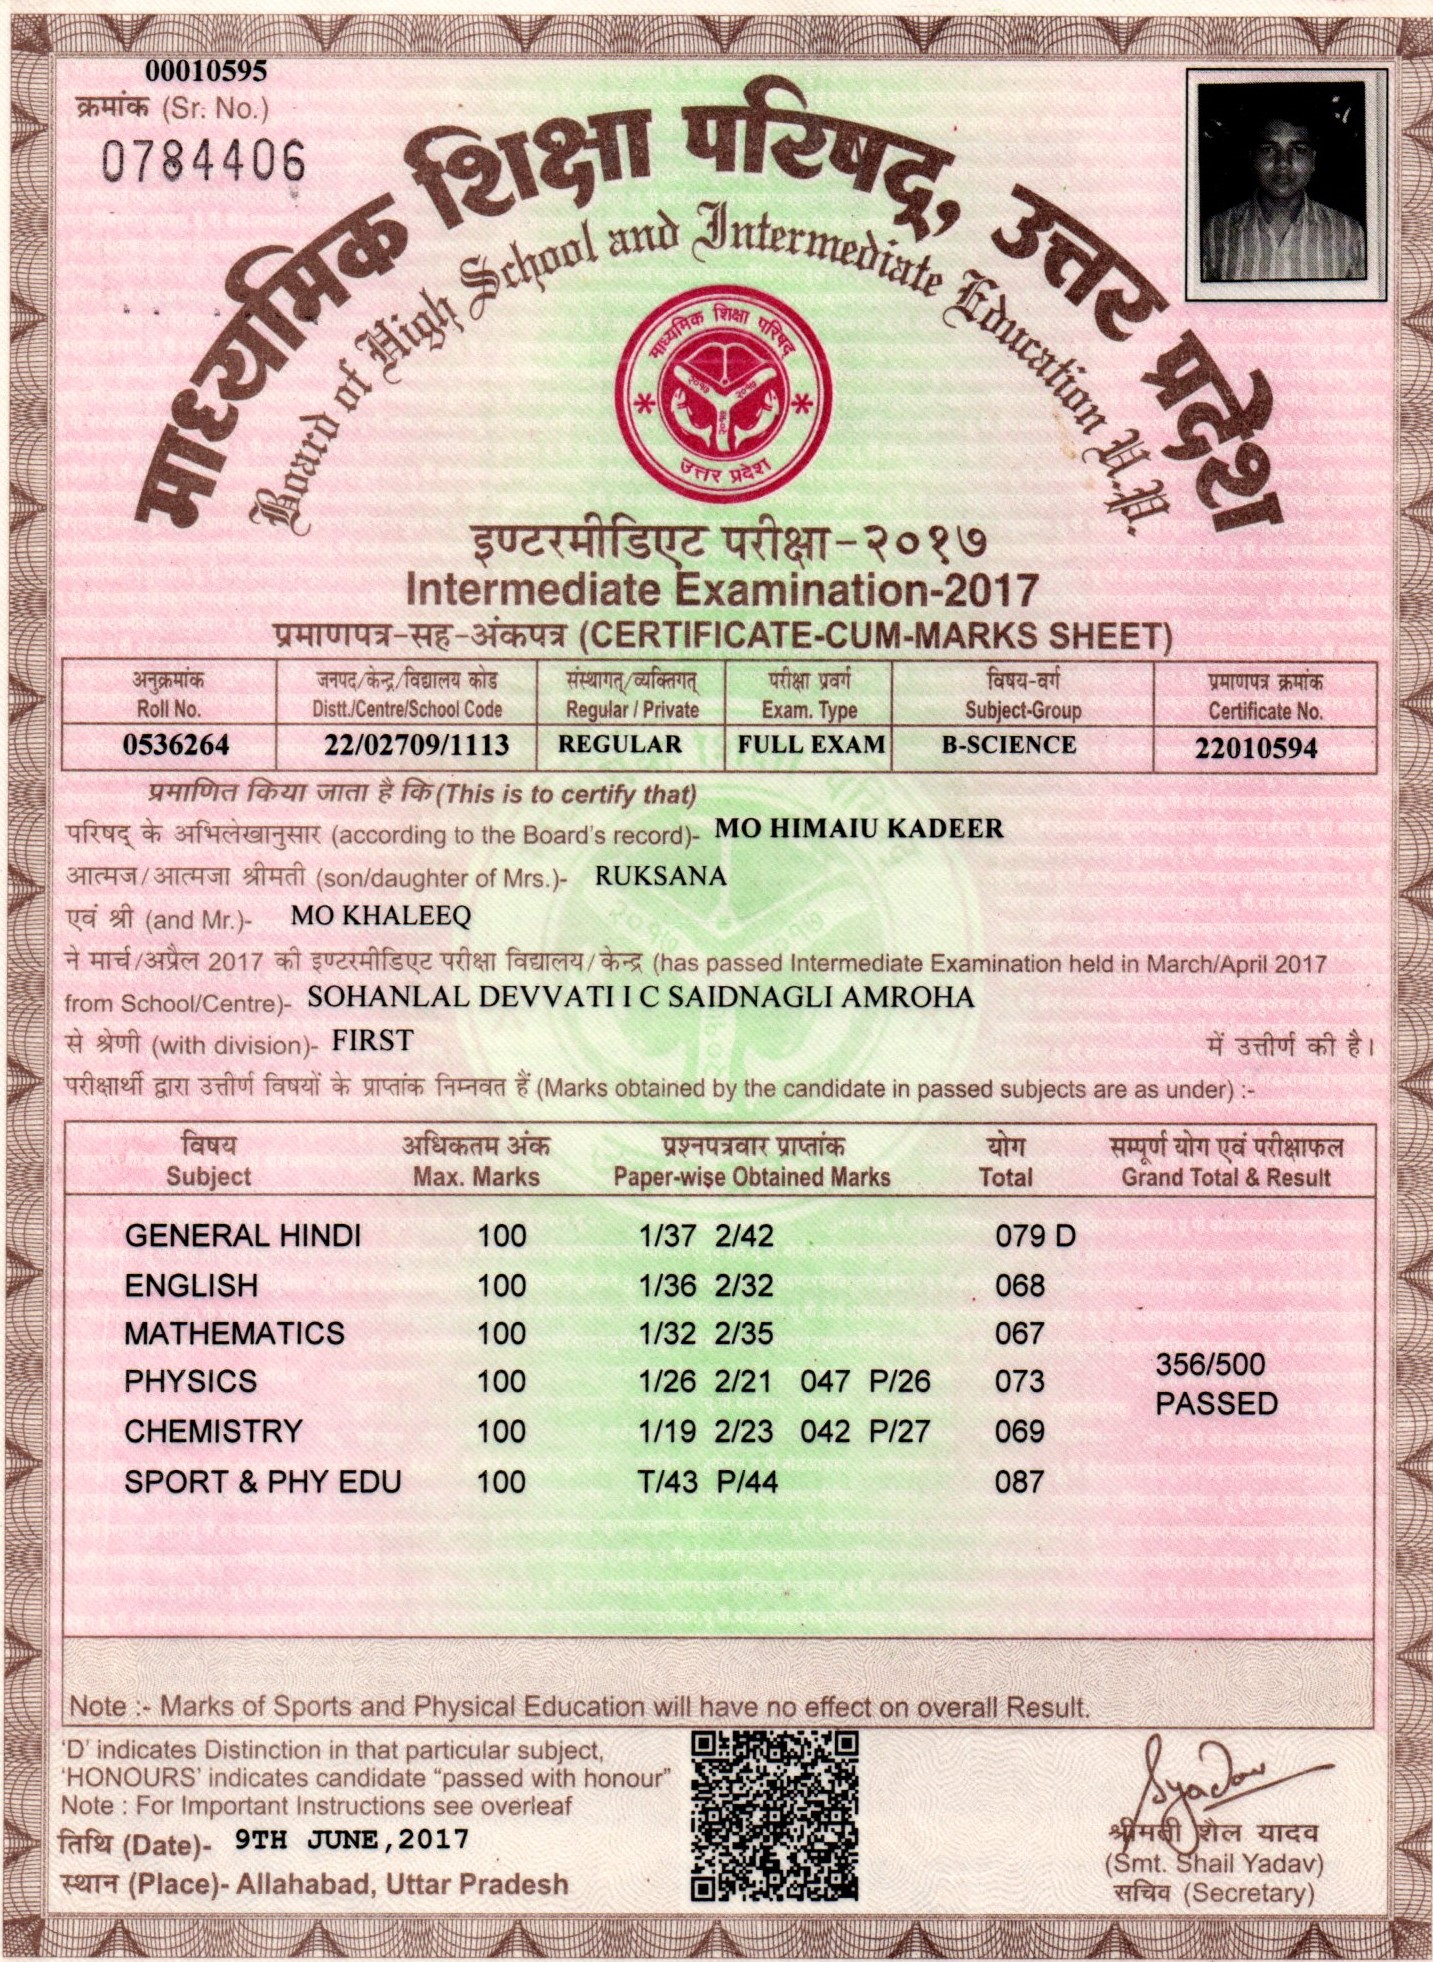 00010595
क्रमांक (Sr. No.)
0784406
माध्यमिक शिक्षा परिषद्, उत्तर प्रदेश
Board of High School and Intermediate Education U.P.
माध्यमिक शिक्षा परिषद्
उत्तर प्रदेश
इण्टरमीडिएट परीक्षा-२०१७
Intermediate Examination-2017
प्रमाणपत्र-सह-अंकपत्र (CERTIFICATE-CUM-MARKS SHEET)
अनुक्रमांक जनपद/केन्द्र/विद्यालय कोड संस्थागत्/व्यक्तिगत् परीक्षा प्रवर्ग विषय-वर्ग प्रमाणपत्र क्रमांक
Roll No. Distt./Centre/School Code Regular / Private Exam. Type Subject-Group Certificate No.
0536264 22/02709/1113 REGULAR FULL EXAM B-SCIENCE 22010594
प्रमाणित किया जाता है कि (This is to certify that)
परिषद् के अभिलेखानुसार (according to the Board's record)- MO HIMAIU KADEER
आत्मज/आत्मजा श्रीमती (son/daughter of Mrs.)- RUKSANA
एवं श्री (and Mr.)- MO KHALEEQ
ने मार्च/अप्रैल 2017 की इण्टरमीडिएट परीक्षा विद्यालय/केन्द्र (has passed Intermediate Examination held in March/April 2017
from School/Centre)- SOHANLAL DEVVATI I C SAIDNAGLI AMROHA
से श्रेणी (with division)- FIRST में उत्तीर्ण की है।
परीक्षार्थी द्वारा उत्तीर्ण विषयों के प्राप्तांक निम्नवत हैं (Marks obtained by the candidate in passed subjects are as under) :-
विषय अधिकतम अंक प्रश्नपत्रवार प्राप्तांक योग सम्पूर्ण योग एवं परीक्षाफल
Subject Max. Marks Paper-wise Obtained Marks Total Grand Total & Result
GENERAL HINDI 100 1/37 2/42 079 D
ENGLISH 100 1/36 2/32 068
MATHEMATICS 100 1/32 2/35 067
356/500
PHYSICS 100 1/26 2/21 047 P/26 073
PASSED
CHEMISTRY 100 1/19 2/23 042 P/27 069
SPORT & PHY EDU 100 T/43 P/44 087
Note :- Marks of Sports and Physical Education will have no effect on overall Result.
'D' indicates Distinction in that particular subject,
'HONOURS' indicates candidate "passed with honour"
Note : For Important Instructions see overleaf
तिथि (Date)- 9TH JUNE,2017
स्थान (Place)- Allahabad, Uttar Pradesh
Syadav
श्रीमती शैल यादव
(Smt. Shail Yadav)
सचिव (Secretary)